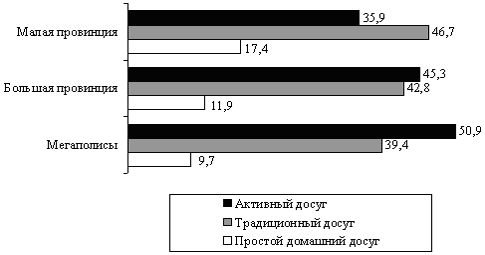 Малая провинция
35,9
46,7
17,4
Большая провинция
45,3
42,8
11,9
Мегаполисы
50,9
39,4
9,7
Активный досуг
Традиционный досуг
Простой домашний досуг